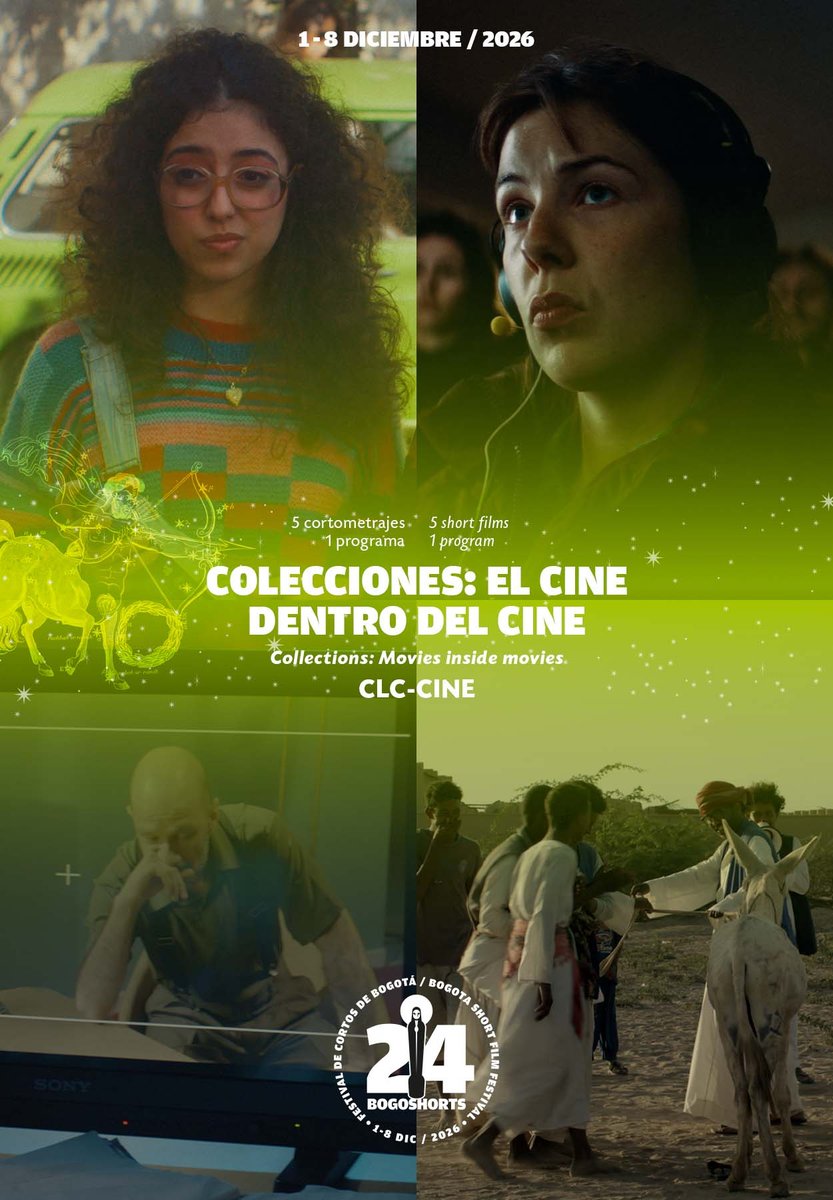 1 - 8 DICIEMBRE / 2026
5 cortometrajes
1 programa
5 short films
1 program
COLECCIONES: EL CINE
DENTRO DEL CINE
Collections: Movies inside movies
CLC-CINE
SONY
FESTIVAL DE CORTOS DE BOGOTÁ / BOGOTA SHORT FILM FESTIVAL
24
BOGOSHORTS
• 1-8 DIC / 2026 •